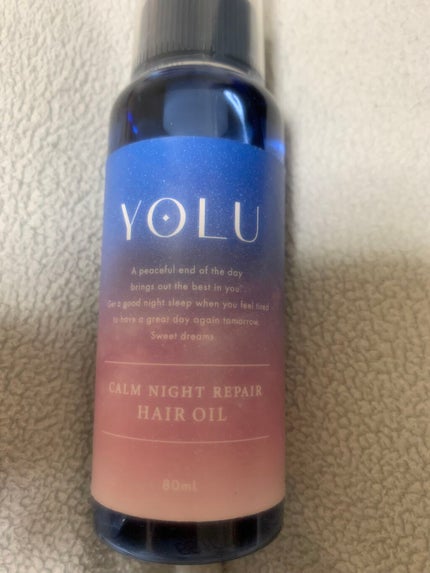 YOLU
A peaceful end of the day
brings out the best in you.
Get a good night sleep when you feel tired
to have a great day again tomorrow.
Sweet dreams.
CALM NIGHT REPAIR
HAIR OIL
80ml